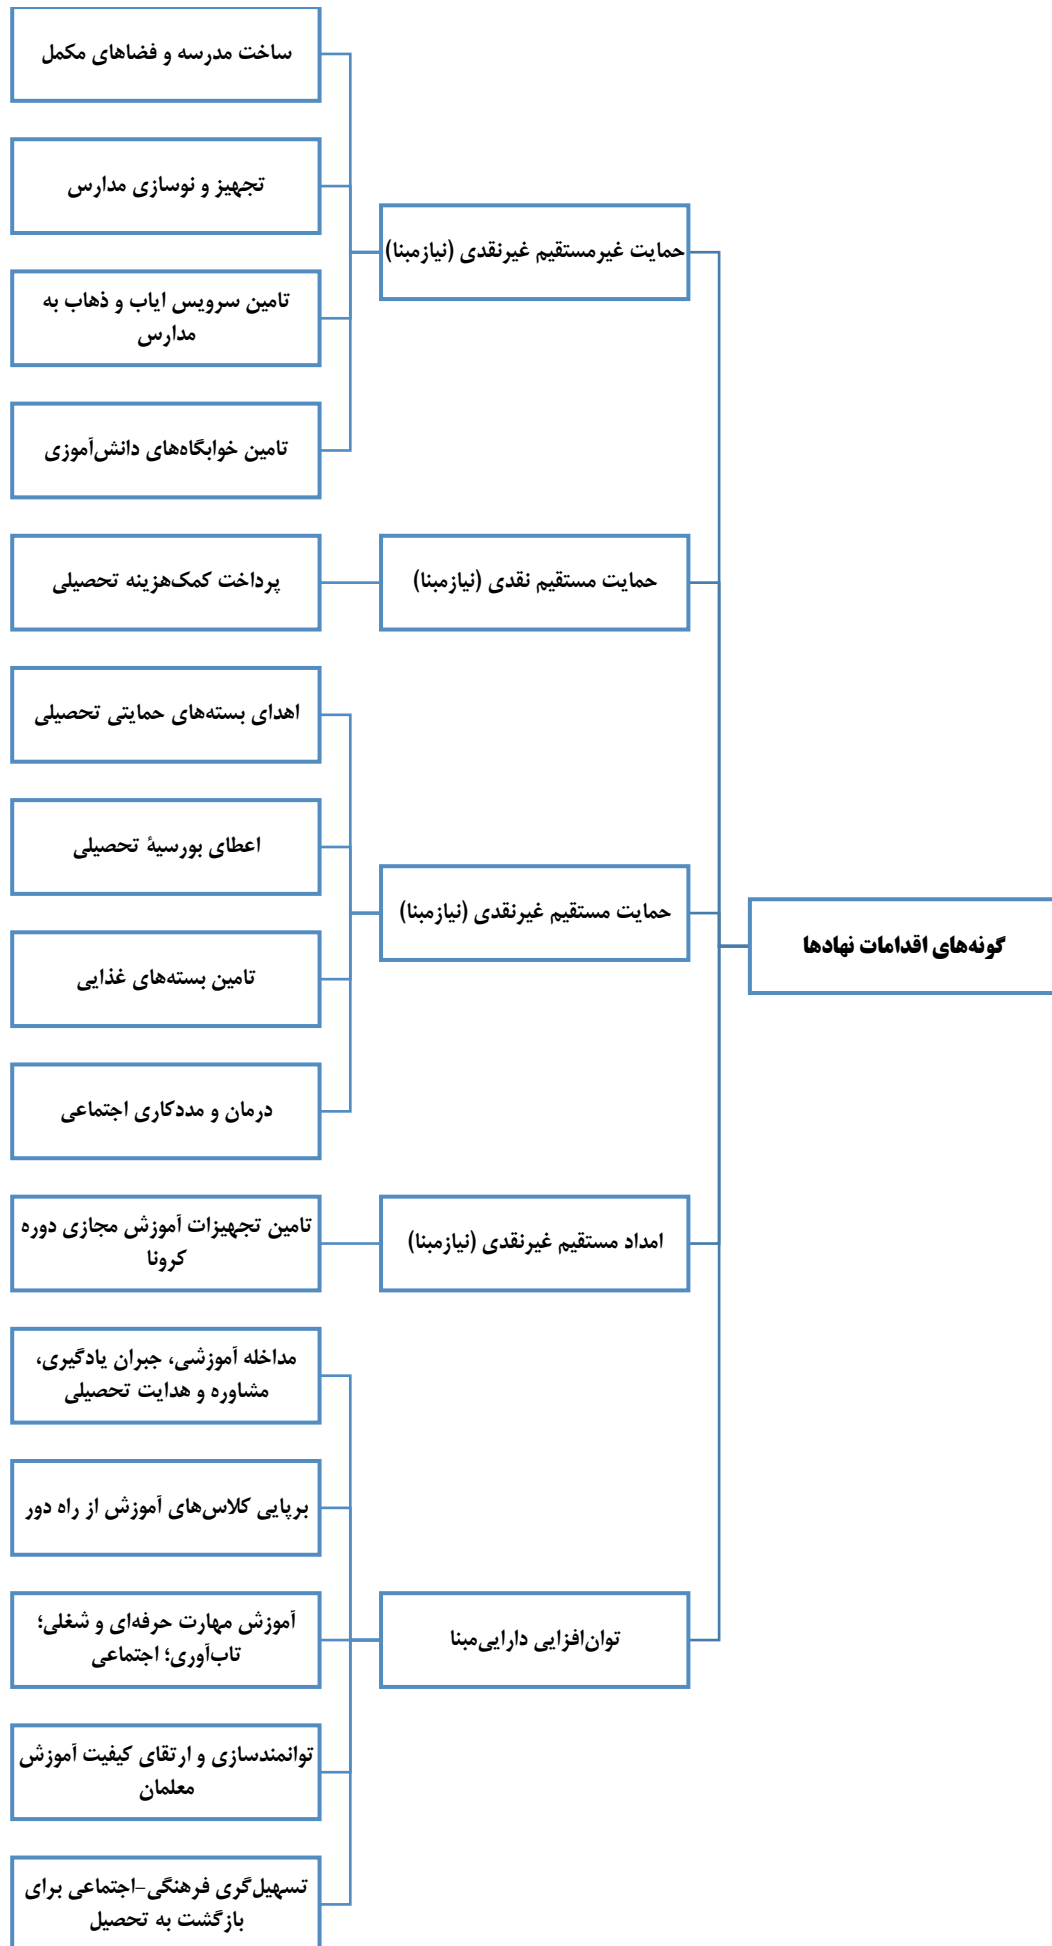 گونه‌های اقدامات نهادها
حمایت غیرمستقیم غیرنقدی (نیازمبنا)
ساخت مدرسه و فضاهای مکمل
تجهیز و نوسازی مدارس
تامین سرویس ایاب و ذهاب به
مدارس
تامین خوابگاه‌های دانش‌آموزی
حمایت مستقیم نقدی (نیازمبنا)
پرداخت کمک‌هزینه تحصیلی
حمایت مستقیم غیرنقدی (نیازمبنا)
اهدای بسته‌های حمایتی تحصیلی
اعطای بورسیهٔ تحصیلی
تامین بسته‌های غذایی
درمان و مددکاری اجتماعی
امداد مستقیم غیرنقدی (نیازمبنا)
تامین تجهیزات آموزش مجازی دوره
کرونا
توان‌افزایی دارایی‌مبنا
مداخله آموزشی، جبران یادگیری،
مشاوره و هدایت تحصیلی
برپایی کلاس‌های آموزش از راه دور
آموزش مهارت حرفه‌ای و شغلی؛
تاب‌آوری؛ اجتماعی
توانمندسازی و ارتقای کیفیت آموزش
معلمان
تسهیل‌گری فرهنگی-اجتماعی برای
بازگشت به تحصیل